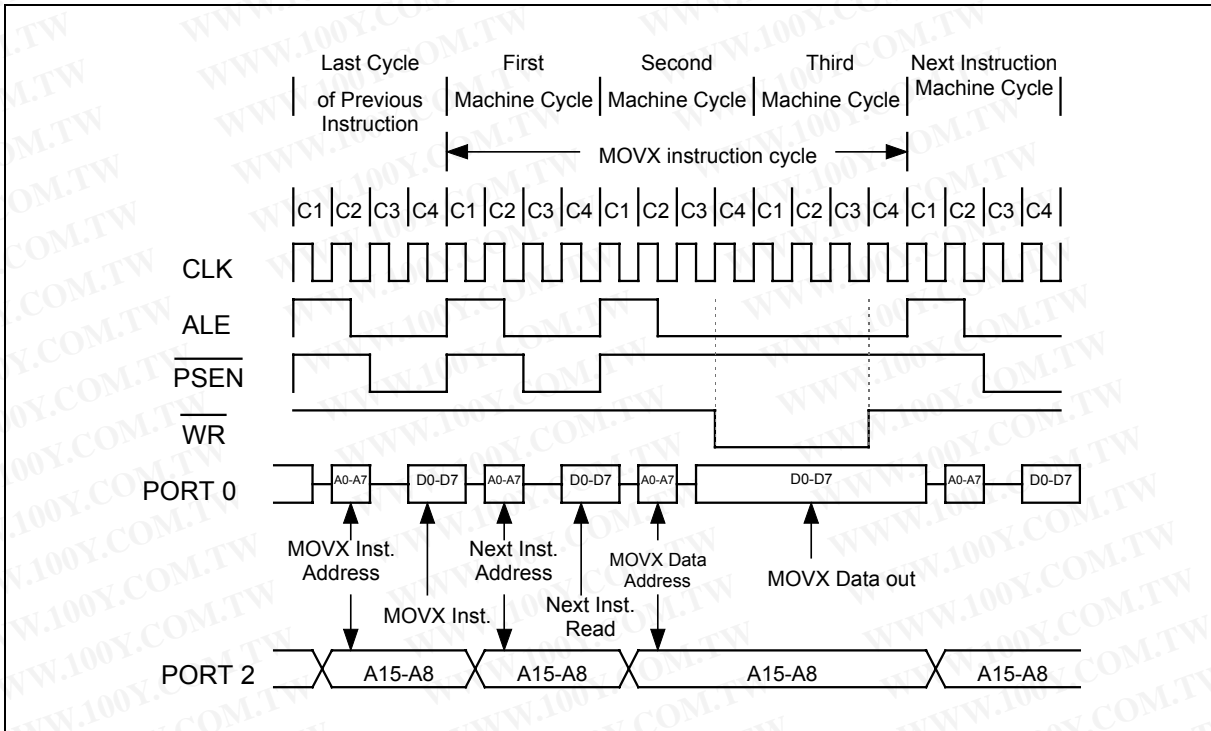 Last Cycle
of Previous
Instruction
First
Machine Cycle
Second
Machine Cycle
Third
Machine Cycle
Next Instruction
Machine Cycle
MOVX instruction cycle
C1 C2 C3 C4 C1 C2 C3 C4 C1 C2 C3 C4 C1 C2 C3 C4 C1 C2 C3 C4
CLK
ALE
PSEN
WR
PORT 0
A0-A7 D0-D7 A0-A7 D0-D7 A0-A7 D0-D7 A0-A7 D0-D7
MOVX Inst.
Address
MOVX Inst.
Next Inst.
Address
Next Inst.
Read
MOVX Data
Address
MOVX Data out
PORT 2
A15-A8 A15-A8 A15-A8 A15-A8
WWW.100Y.COM.TW